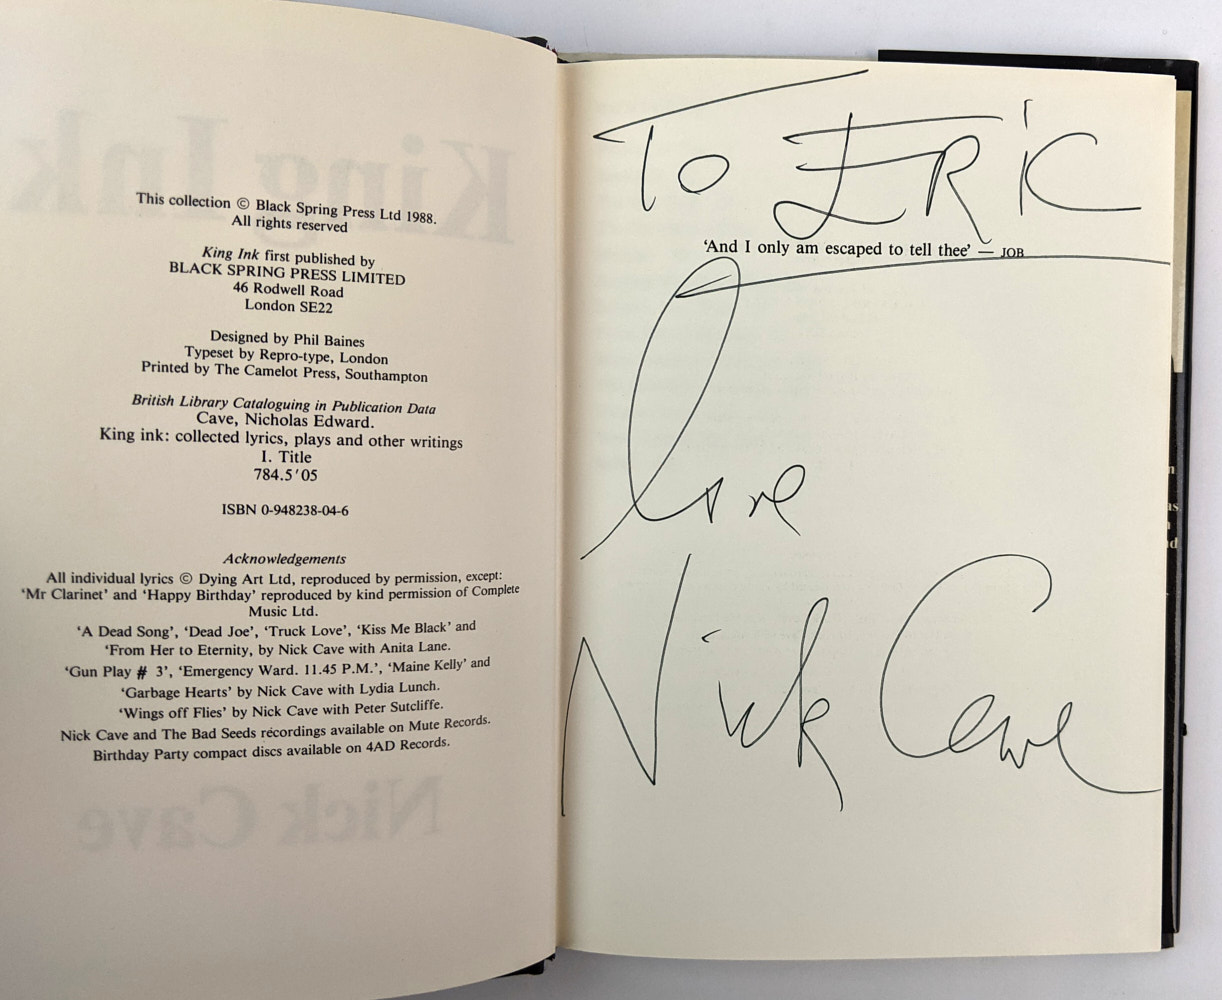 This collection © Black Spring Press Ltd 1988.
All rights reserved
King Ink first published by
BLACK SPRING PRESS LIMITED
46 Rodwell Road
London SE22
Designed by Phil Baines
Typeset by Repro-type, London
Printed by The Camelot Press, Southampton
British Library Cataloguing in Publication Data
Cave, Nicholas Edward.
King ink: collected lyrics, plays and other writings
I. Title
784.5'05
ISBN 0-948238-04-6
Acknowledgements
All individual lyrics © Dying Art Ltd, reproduced by permission, except:
'Mr Clarinet' and 'Happy Birthday' reproduced by kind permission of Complete
Music Ltd.
'A Dead Song', 'Dead Joe', 'Truck Love', 'Kiss Me Black' and
'From Her to Eternity, by Nick Cave with Anita Lane.
'Gun Play # 3', 'Emergency Ward. 11.45 P.M.', 'Maine Kelly' and
'Garbage Hearts' by Nick Cave with Lydia Lunch.
'Wings off Flies' by Nick Cave with Peter Sutcliffe.
Nick Cave and The Bad Seeds recordings available on Mute Records.
Birthday Party compact discs available on 4AD Records.
King Ink
Nick Cave
TO ERIC
'And I only am escaped to tell thee' — JOB
love
Nick Cave